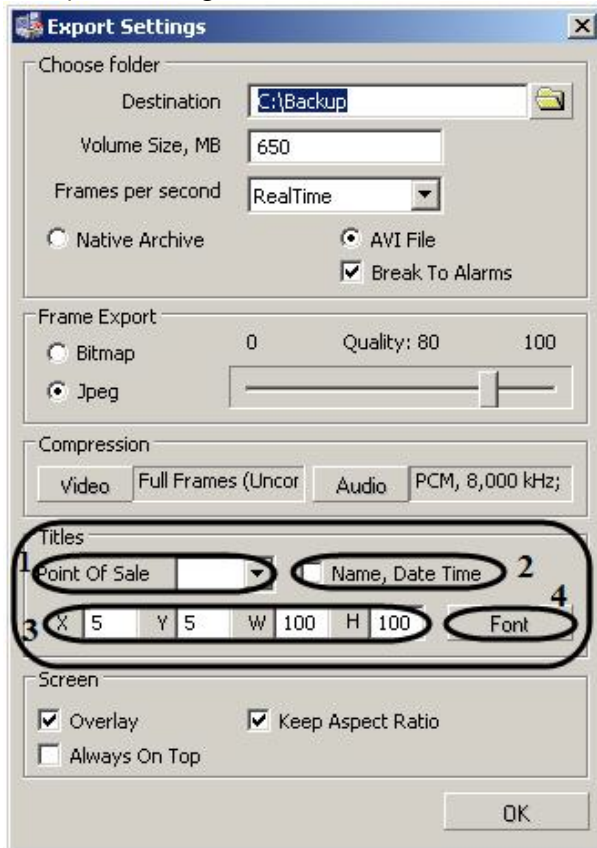 Export Settings
Choose folder
Destination C:\Backup
Volume Size, MB 650
Frames per second RealTime
Native Archive AVI File
Break To Alarms
Frame Export
Bitmap 0 Quality: 80 100
Jpeg
Compression
Video Full Frames (Uncor Audio PCM, 8,000 kHz;
Titles
1 Point Of Sale Name, Date Time 2
3 X 5 Y 5 W 100 H 100 Font 4
Screen
Overlay Keep Aspect Ratio
Always On Top
OK